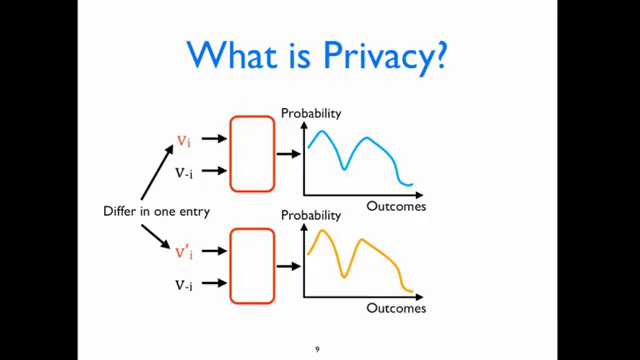 What is Privacy?
Probability
vi
v-i
Outcomes
Differ in one entry
Probability
v'i
v-i
Outcomes
9